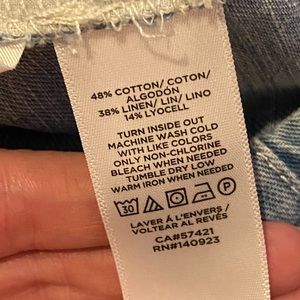 48% COTTON/ COTON/
ALGODÓN
38% LINEN/ LIN/ LINO
14% LYOCELL
TURN INSIDE OUT
MACHINE WASH COLD
WITH LIKE COLORS
ONLY NON-CHLORINE
BLEACH WHEN NEEDED
TUMBLE DRY LOW
WARM IRON WHEN NEEDED
30 P
LAVER À L'ENVERS /
VOLTEAR AL REVÉS
CA#57421
RN#140923